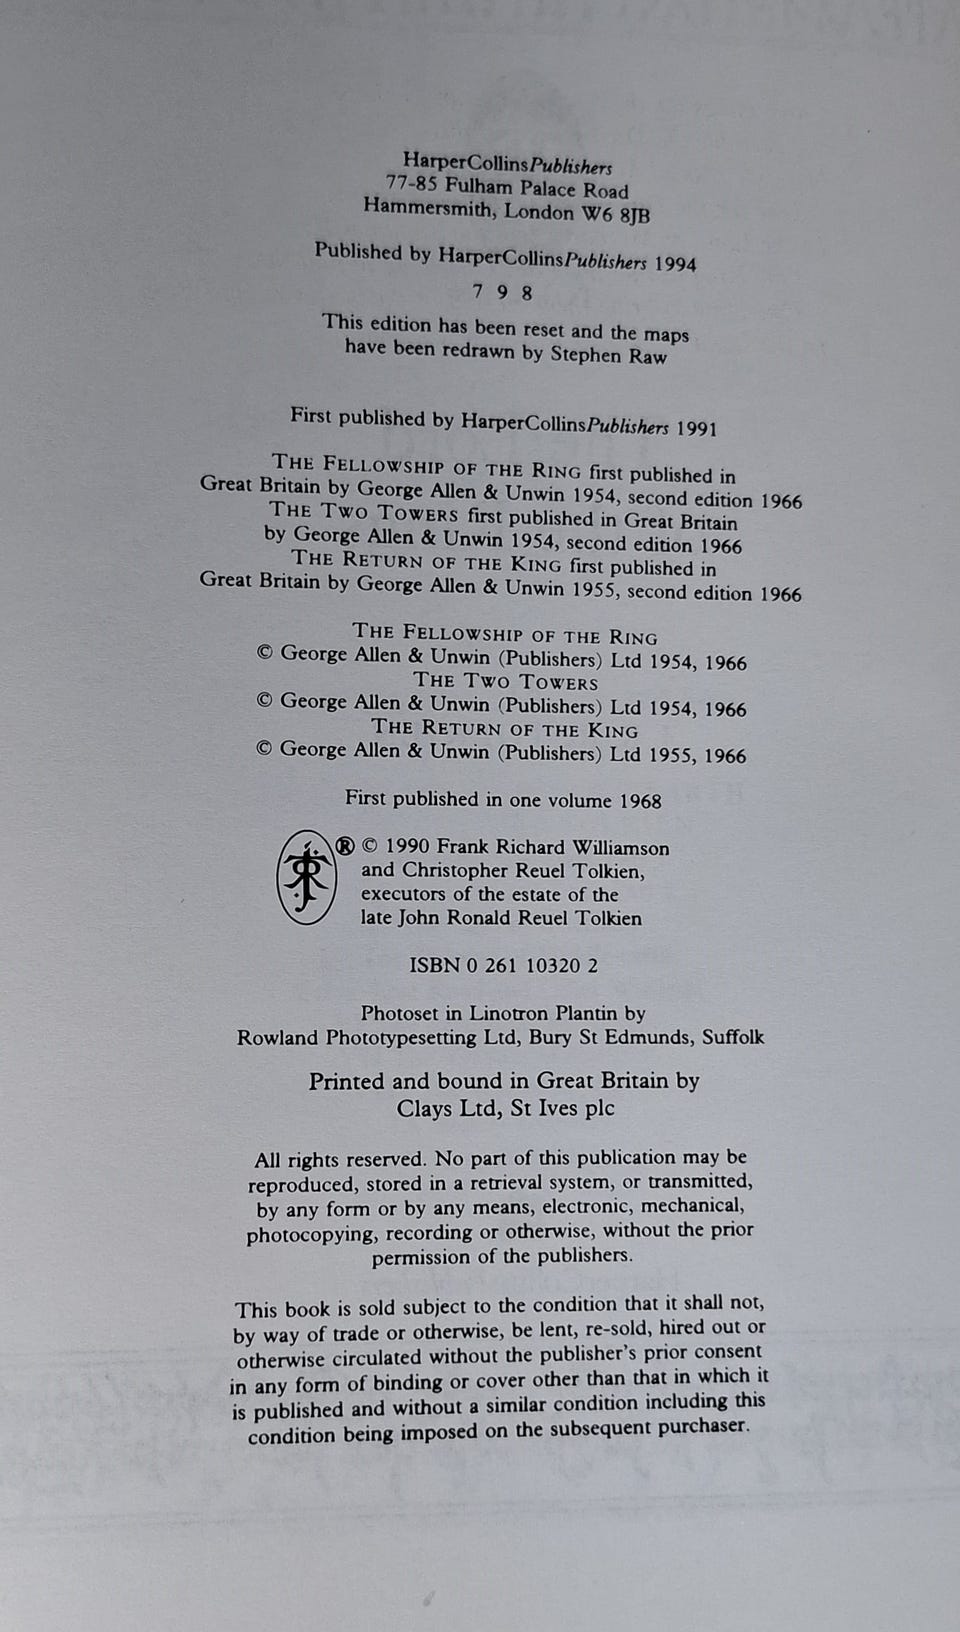 HarperCollinsPublishers
77-85 Fulham Palace Road
Hammersmith, London W6 8JB
Published by HarperCollinsPublishers 1994
7 9 8
This edition has been reset and the maps
have been redrawn by Stephen Raw
First published by HarperCollinsPublishers 1991
THE FELLOWSHIP OF THE RING first published in
Great Britain by George Allen & Unwin 1954, second edition 1966
THE TWO TOWERS first published in Great Britain
by George Allen & Unwin 1954, second edition 1966
THE RETURN OF THE KING first published in
Great Britain by George Allen & Unwin 1955, second edition 1966
THE FELLOWSHIP OF THE RING
© George Allen & Unwin (Publishers) Ltd 1954, 1966
THE TWO TOWERS
© George Allen & Unwin (Publishers) Ltd 1954, 1966
THE RETURN OF THE KING
© George Allen & Unwin (Publishers) Ltd 1955, 1966
First published in one volume 1968
® © 1990 Frank Richard Williamson
and Christopher Reuel Tolkien,
executors of the estate of the
late John Ronald Reuel Tolkien
ISBN 0 261 10320 2
Photoset in Linotron Plantin by
Rowland Phototypesetting Ltd, Bury St Edmunds, Suffolk
Printed and bound in Great Britain by
Clays Ltd, St Ives plc
All rights reserved. No part of this publication may be
reproduced, stored in a retrieval system, or transmitted,
by any form or by any means, electronic, mechanical,
photocopying, recording or otherwise, without the prior
permission of the publishers.
This book is sold subject to the condition that it shall not,
by way of trade or otherwise, be lent, re-sold, hired out or
otherwise circulated without the publisher's prior consent
in any form of binding or cover other than that in which it
is published and without a similar condition including this
condition being imposed on the subsequent purchaser.